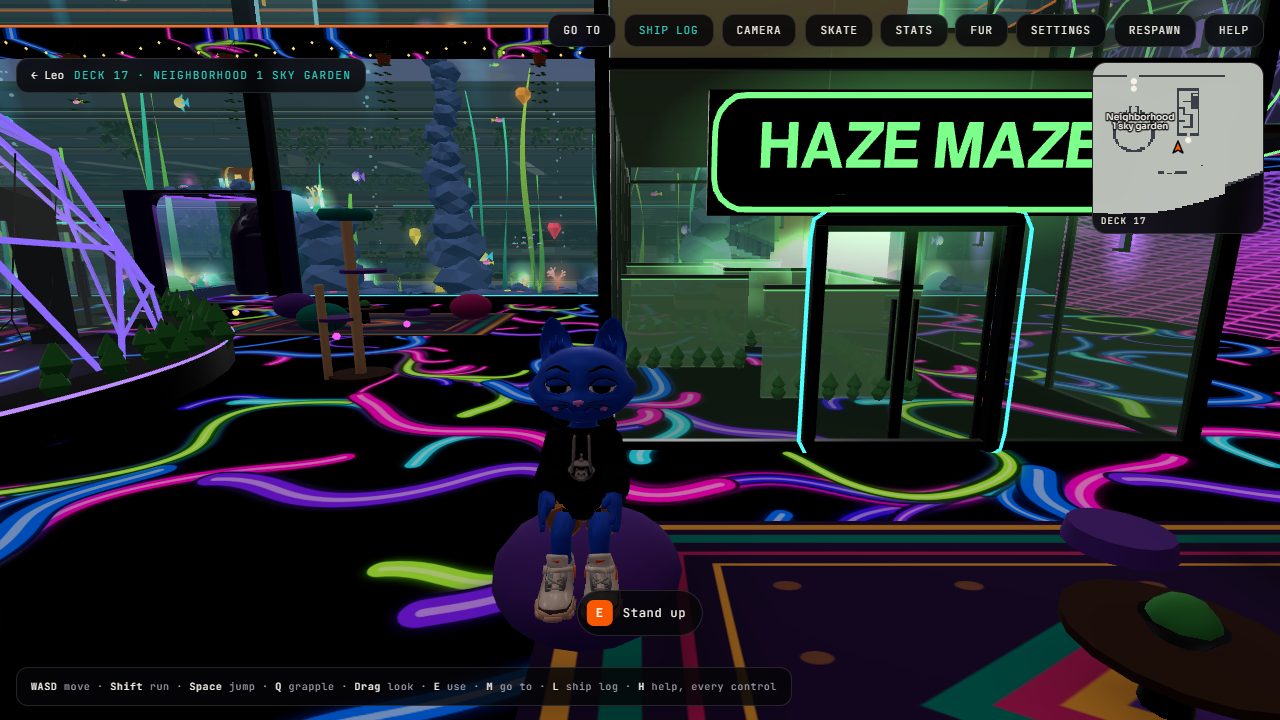 GO TO
SHIP LOG
CAMERA
SKATE
STATS
FUR
SETTINGS
RESPAWN
HELP
← Leo DECK 17 · NEIGHBORHOOD 1 SKY GARDEN
HAZE MAZE
Neighborhood
1 sky garden
DECK 17
E Stand up
WASD move · Shift run · Space jump · Q grapple · Drag look · E use · M go to · L ship log · H help, every control